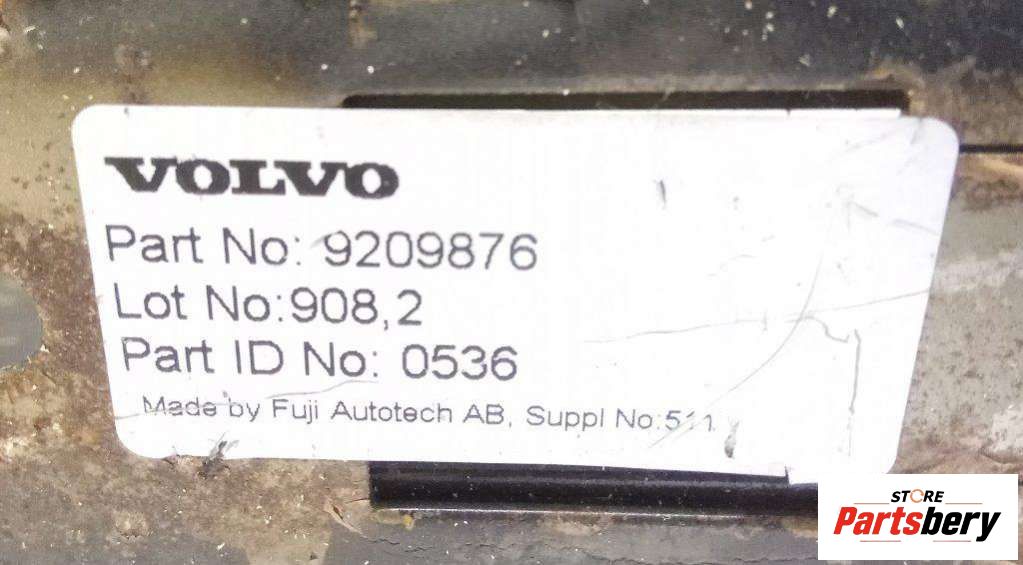 VOLVO
Part No: 9209876
Lot No:908,2
Part ID No: 0536
Made by Fuji Autotech AB, Suppl No:
STORE
Partsbery